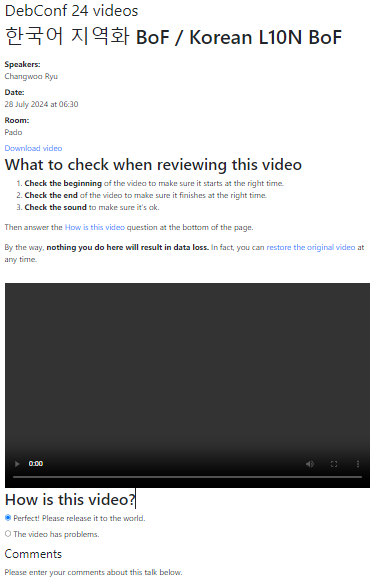 DebConf 24 videos
한국어 지역화 BoF / Korean L10N BoF
Speakers:
Changwoo Ryu
Date:
28 July 2024 at 06:30
Room:
Pado
Download video
What to check when reviewing this video
1. Check the beginning of the video to make sure it starts at the right time.
2. Check the end of the video to make sure it finishes at the right time.
3. Check the sound to make sure it's ok.
Then answer the How is this video question at the bottom of the page.
By the way, nothing you do here will result in data loss. In fact, you can restore the original video at
any time.
0:00
How is this video?
Perfect! Please release it to the world.
The video has problems.
Comments
Please enter your comments about this talk below.